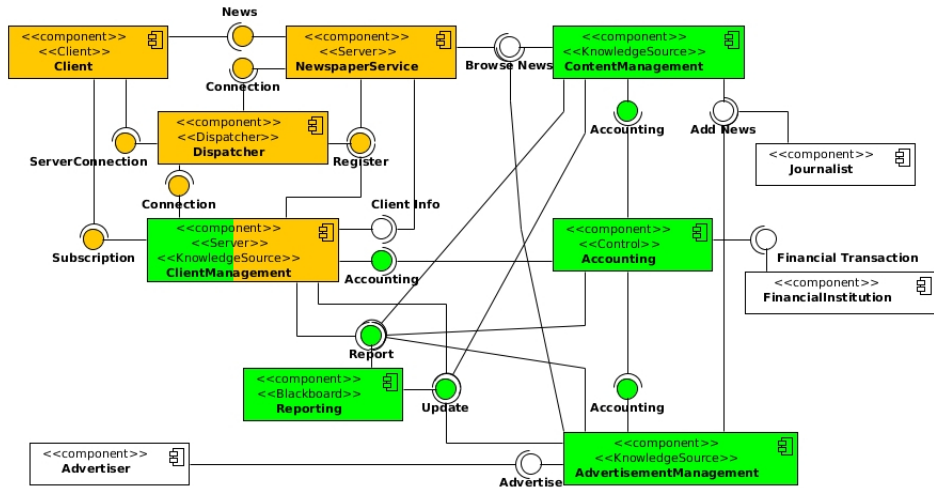 News
<<component>>
<<Client>>
Client
<<component>>
<<Server>>
NewspaperService
Browse News
<<component>>
<<KnowledgeSource>>
ContentManagement
Connection
<<component>>
<<Dispatcher>>
Dispatcher
ServerConnection
Register
Accounting
Add News
<<component>>
Journalist
Connection
Client Info
<<component>>
<<Server>>
<<KnowledgeSource>>
ClientManagement
Subscription
Accounting
<<component>>
<<Control>>
Accounting
Financial Transaction
<<component>>
FinancialInstitution
Report
<<component>>
<<Blackboard>>
Reporting
Update
Accounting
<<component>>
Advertiser
Advertise
<<component>>
<<KnowledgeSource>>
AdvertisementManagement